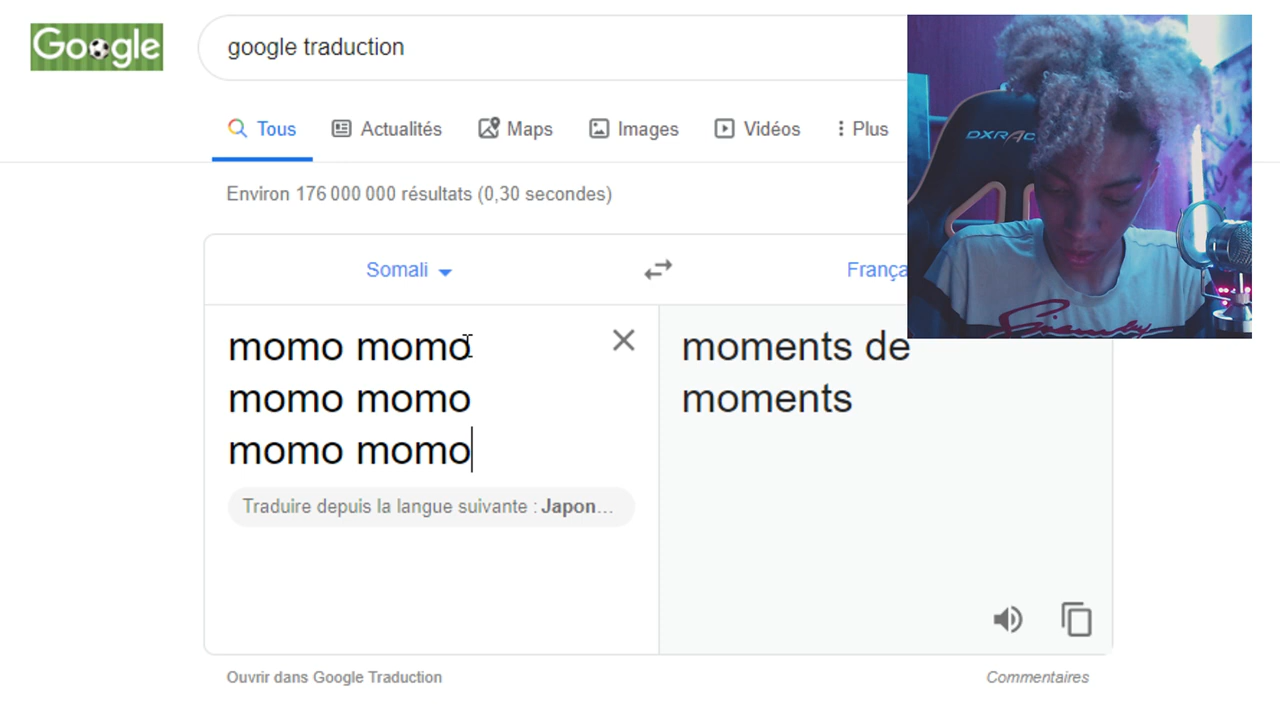 Google
google traduction
Tous
Actualités
Maps
Images
Vidéos
Plus
Environ 176 000 000 résultats (0,30 secondes)
Somali
França
momo momo
momo momo
momo momo
moments de
moments
Traduire depuis la langue suivante : Japon...
Ouvrir dans Google Traduction
Commentaires